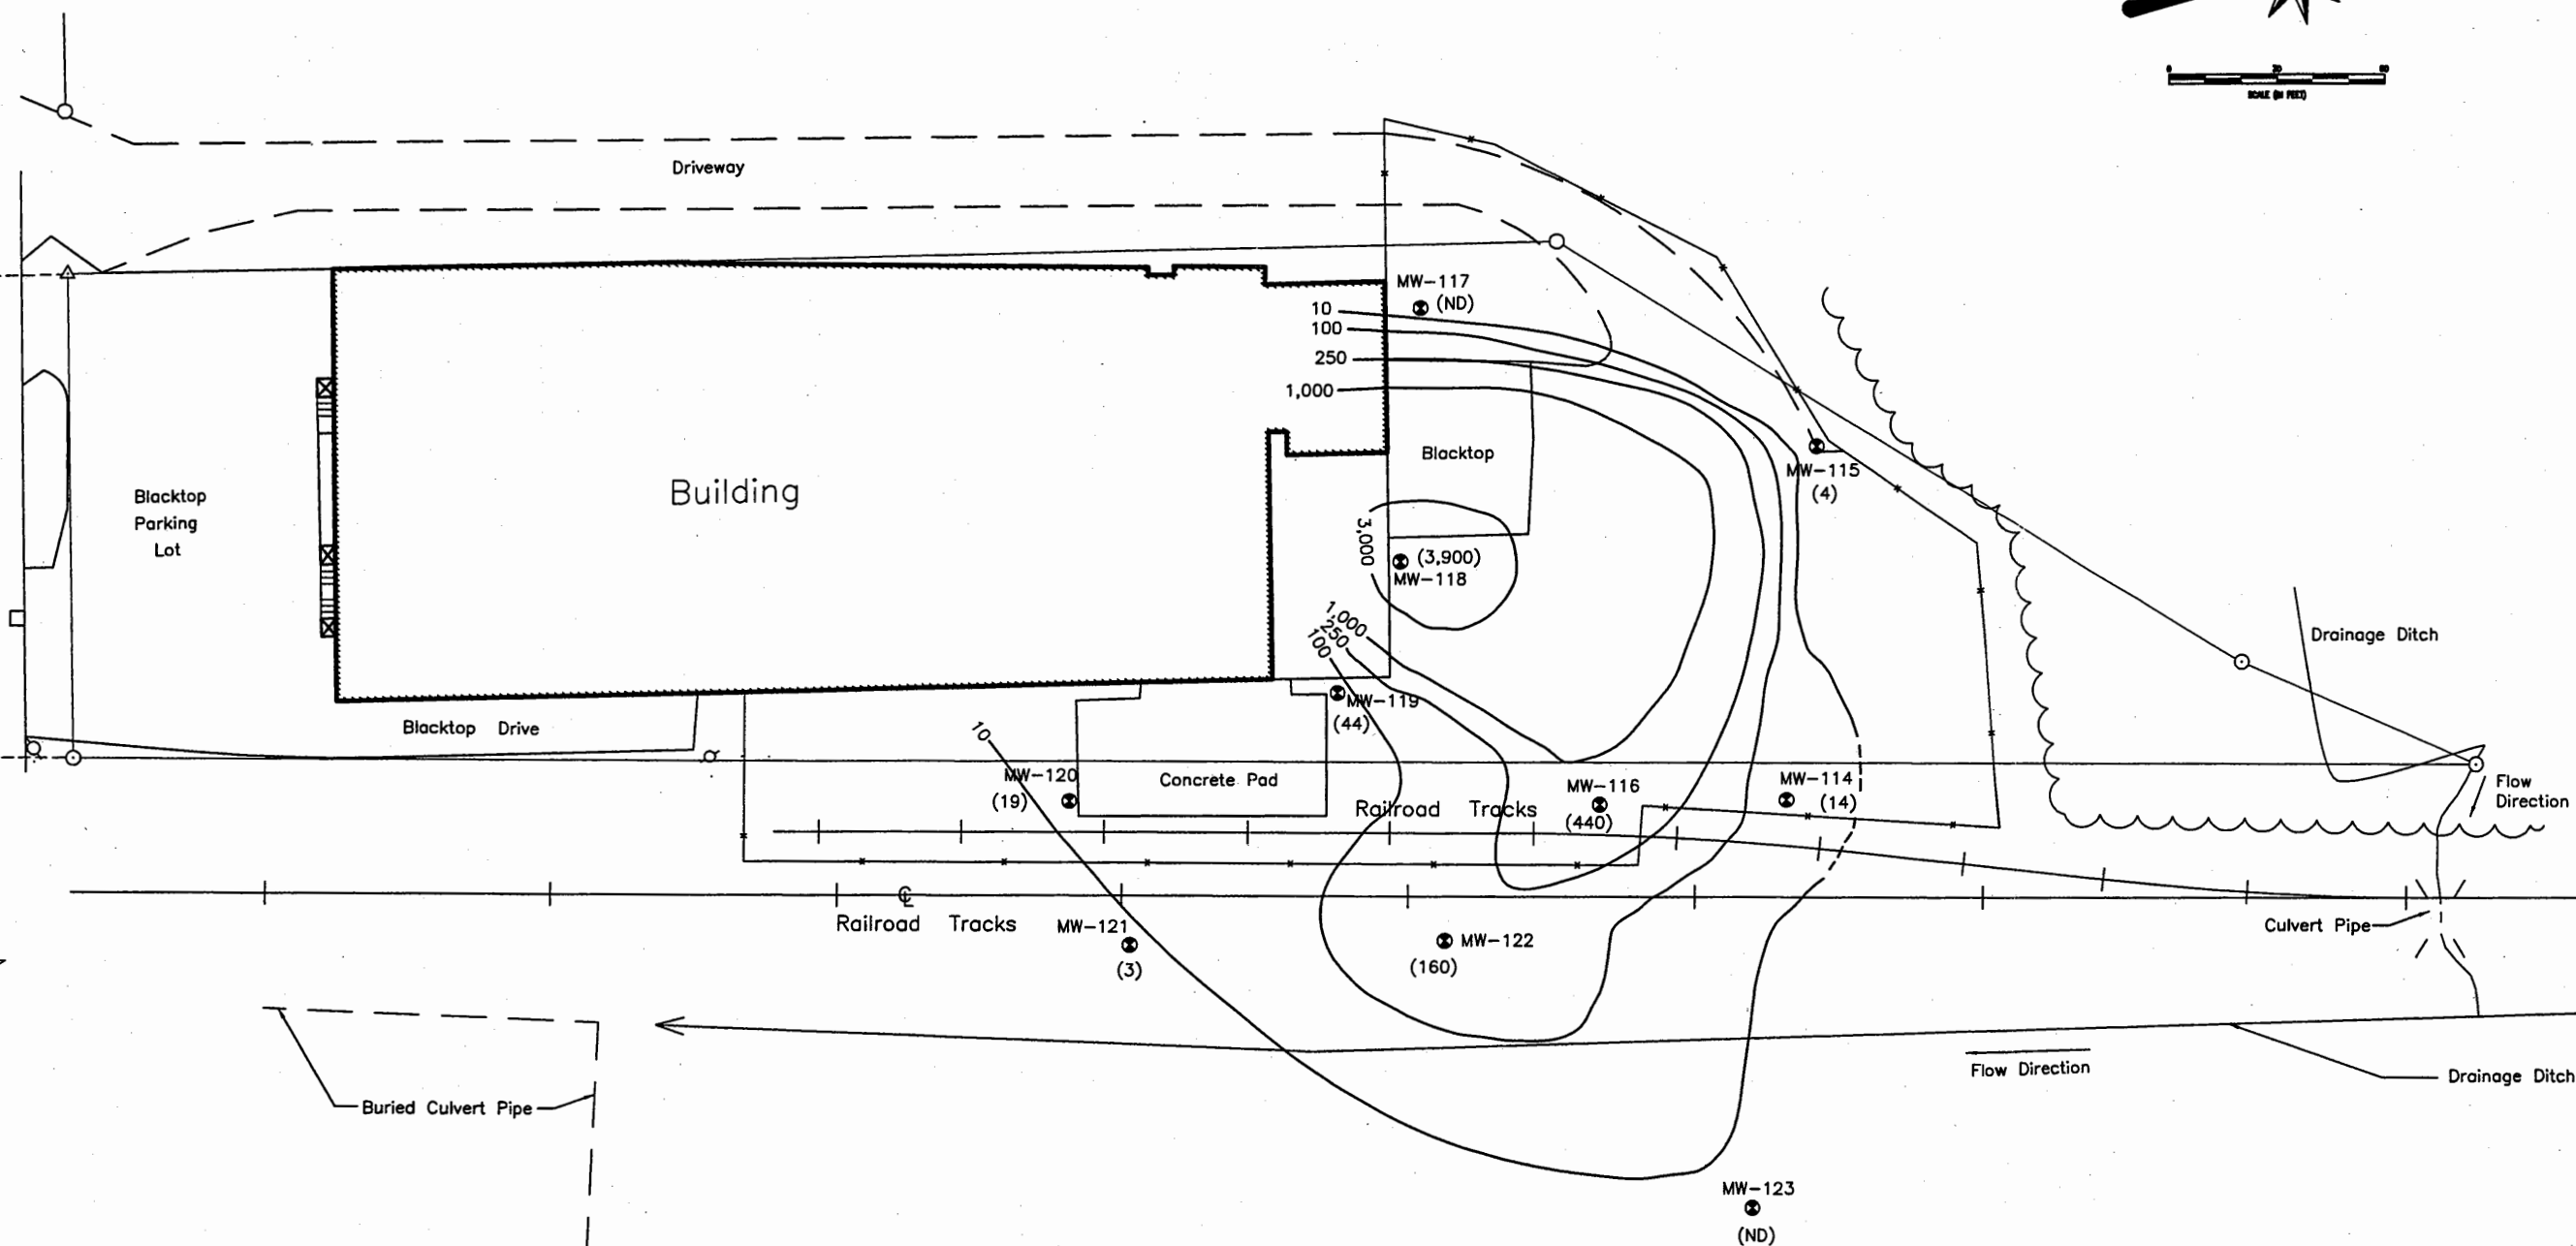 SCALE (IN FEET)
Driveway
MW-117
(ND)
10
100
250
1,000
Blacktop
MW-115
(4)
Building
Blacktop
Parking
Lot
3,000
(3,900)
MW-118
1,000
250
100
Drainage Ditch
MW-119
(44)
Blacktop Drive
10
MW-120
(19)
Concrete Pad
Railroad Tracks
MW-116
(440)
MW-114
(14)
Flow
Direction
Railroad Tracks
MW-121
(3)
MW-122
(160)
Culvert Pipe
Flow Direction
Drainage Ditch
Buried Culvert Pipe
MW-123
(ND)